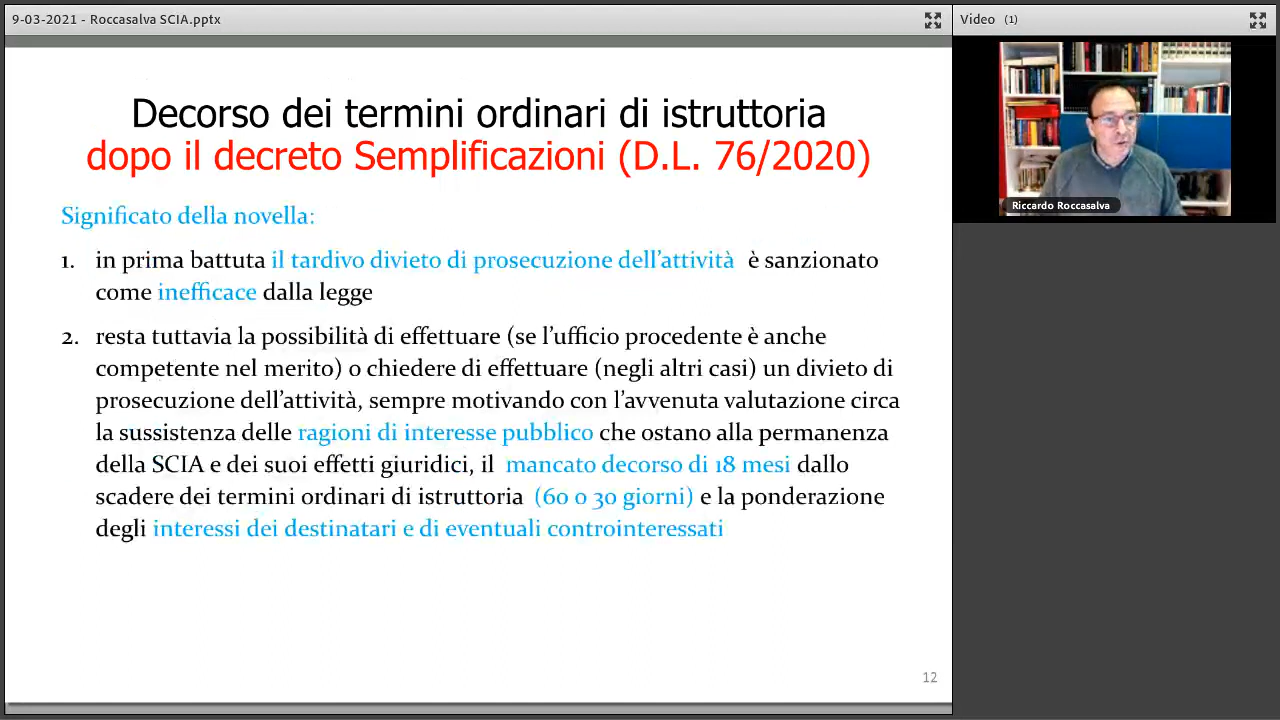 9-03-2021 - Roccasalva SCIA.pptx
Video (1)
Decorso dei termini ordinari di istruttoria
dopo il decreto Semplificazioni (D.L. 76/2020)
Significato della novella:
1. in prima battuta il tardivo divieto di prosecuzione dell'attività è sanzionato
come inefficace dalla legge
2. resta tuttavia la possibilità di effettuare (se l'ufficio procedente è anche
competente nel merito) o chiedere di effettuare (negli altri casi) un divieto di
prosecuzione dell'attività, sempre motivando con l'avvenuta valutazione circa
la sussistenza delle ragioni di interesse pubblico che ostano alla permanenza
della SCIA e dei suoi effetti giuridici, il mancato decorso di 18 mesi dallo
scadere dei termini ordinari di istruttoria (60 o 30 giorni) e la ponderazione
degli interessi dei destinatari e di eventuali controinteressati
12
Riccardo Roccasalva